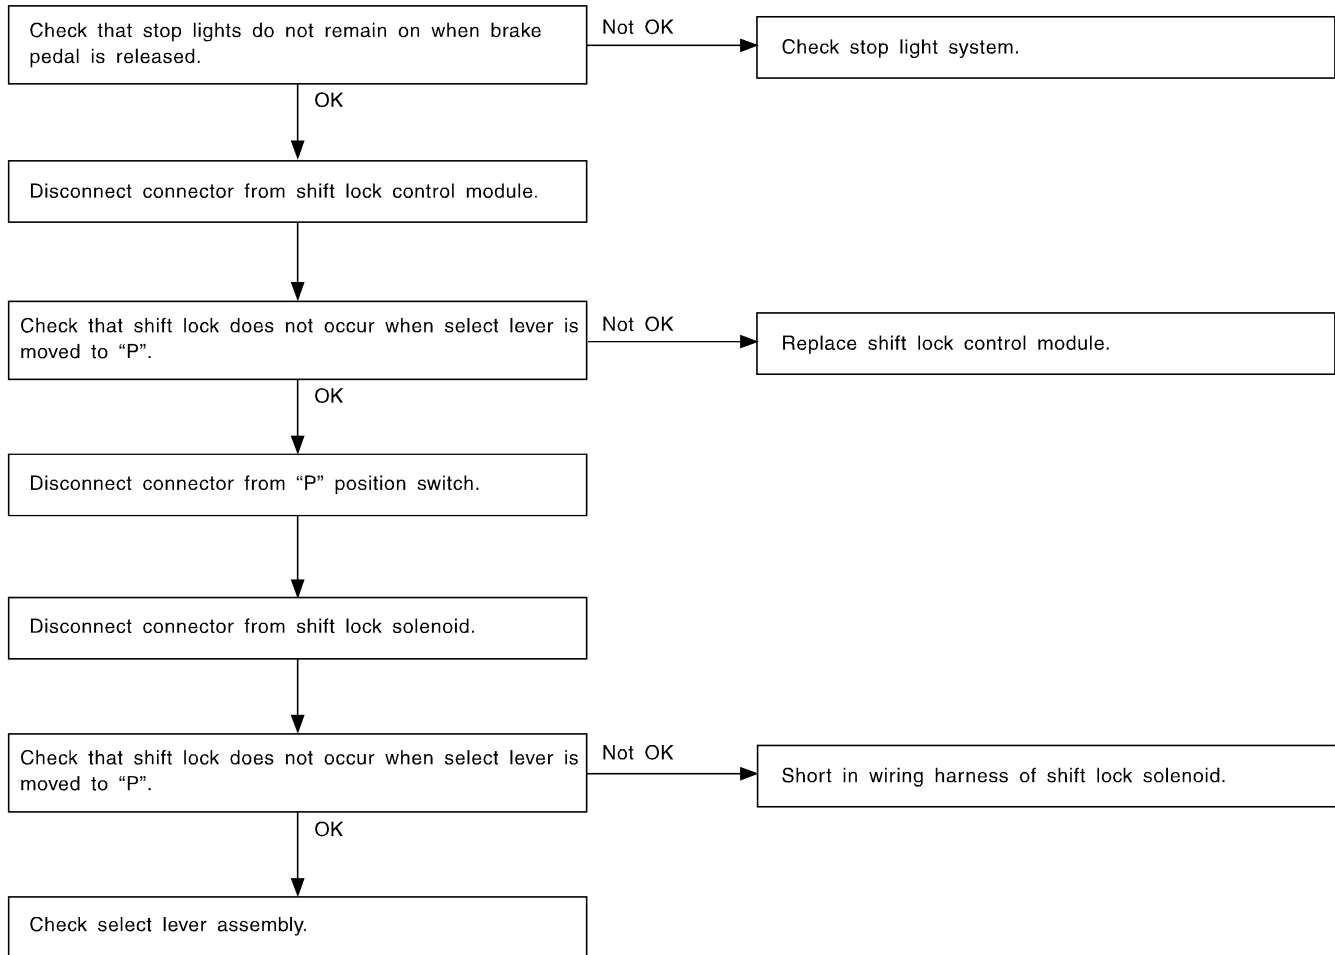 Check that stop lights do not remain on when brake
pedal is released.
Not OK
Check stop light system.
OK
Disconnect connector from shift lock control module.
Check that shift lock does not occur when select lever is
moved to “P”.
Not OK
Replace shift lock control module.
OK
Disconnect connector from “P” position switch.
Disconnect connector from shift lock solenoid.
Check that shift lock does not occur when select lever is
moved to “P”.
Not OK
Short in wiring harness of shift lock solenoid.
OK
Check select lever assembly.